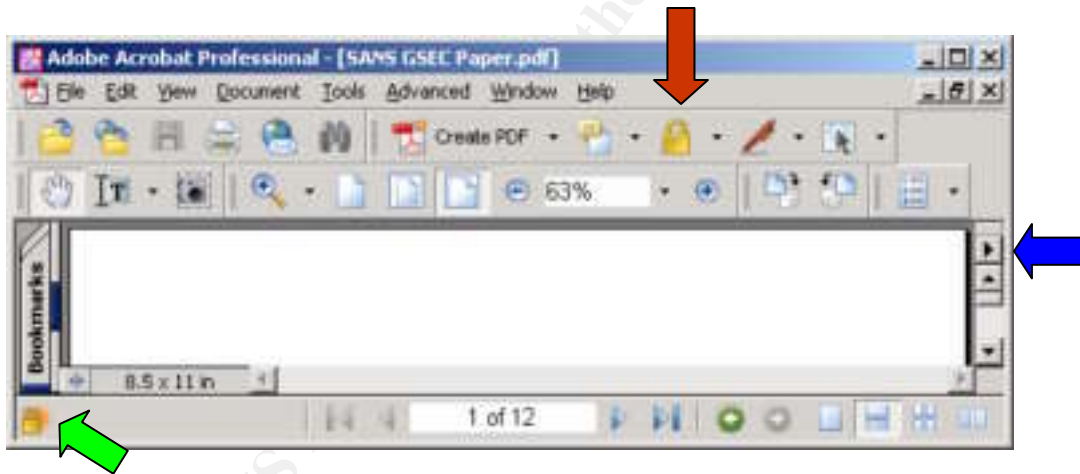 Adobe Acrobat Professional - [SANS GSEC Paper.pdf]
File Edit View Document Tools Advanced Window Help
Create PDF
63%
Bookmarks
8.5 x 11 in
1 of 12